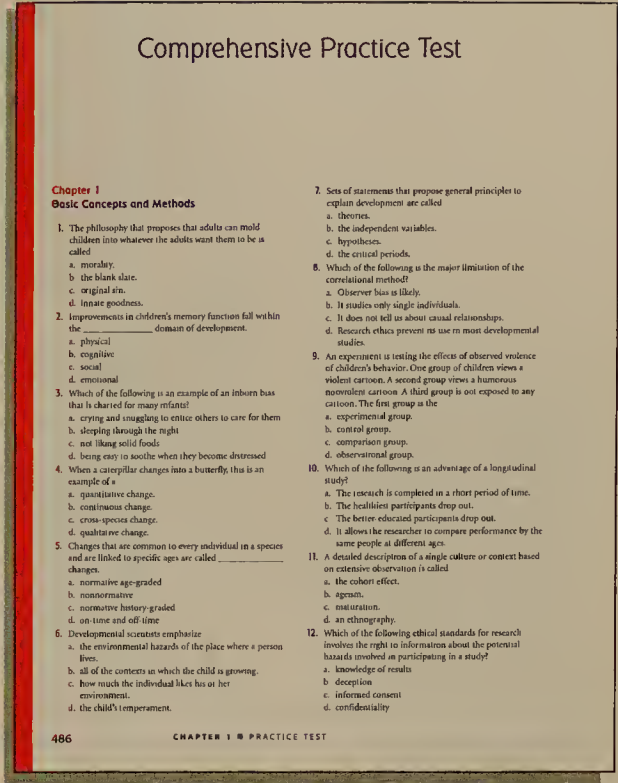 Comprehensive Practice Test
Chapter 1
Basic Concepts and Methods
1. The philosophy that proposes that adults can mold
children into whatever the adults want them to be is
called
a. morality.
b the blank slate.
c. original sin.
d. innate goodness.
2. Improvements in children's memory function fall within
the ____________ domain of development.
a. physical
b. cognitive
c. social
d. emotional
3. Which of the following is an example of an inborn bias
that is charted for many infants?
a. crying and snuggling to entice others to care for them
b. sleeping through the night
c. not liking solid foods
d. being easy to soothe when they become distressed
4. When a caterpillar changes into a butterfly, this is an
example of a
a. quantitative change.
b. continuous change.
c. cross-species change.
d. qualitative change.
5. Changes that are common to every individual in a species
and are linked to specific ages are called ____________
changes.
a. normative age-graded
b. nonnormative
c. normative history-graded
d. on-time and off-time
6. Developmental scientists emphasize
a. the environmental hazards of the place where a person
lives.
b. all of the contexts in which the child is growing.
c. how much the individual likes his or her
environment.
d. the child's temperament.
7. Sets of statements that propose general principles to
explain development are called
a. theories.
b. the independent variables.
c. hypotheses.
d. the critical periods.
8. Which of the following is the major limitation of the
correlational method?
a. Observer bias is likely.
b. It studies only single individuals.
c. It does not tell us about causal relationships.
d. Research ethics prevent its use in most developmental
studies.
9. An experiment is testing the effects of observed violence
of children's behavior. One group of children views a
violent cartoon. A second group views a humorous
nonviolent cartoon. A third group is not exposed to any
cartoon. The first group is the
a. experimental group.
b. control group.
c. comparison group.
d. observational group.
10. Which of the following is an advantage of a longitudinal
study?
a. The research is completed in a short period of time.
b. The healthiest participants drop out.
c The better-educated participants drop out.
d. It allows the researcher to compare performance by the
same people at different ages.
11. A detailed description of a single culture or context based
on extensive observation is called
a. the cohort effect.
b. ageism.
c. maturation.
d. an ethnography.
12. Which of the following ethical standards for research
involves the right to information about the potential
hazards involved in participating in a study?
a. knowledge of results
b deception
c. informed consent
d. confidentiality
486 CHAPTER 1 ■ PRACTICE TEST